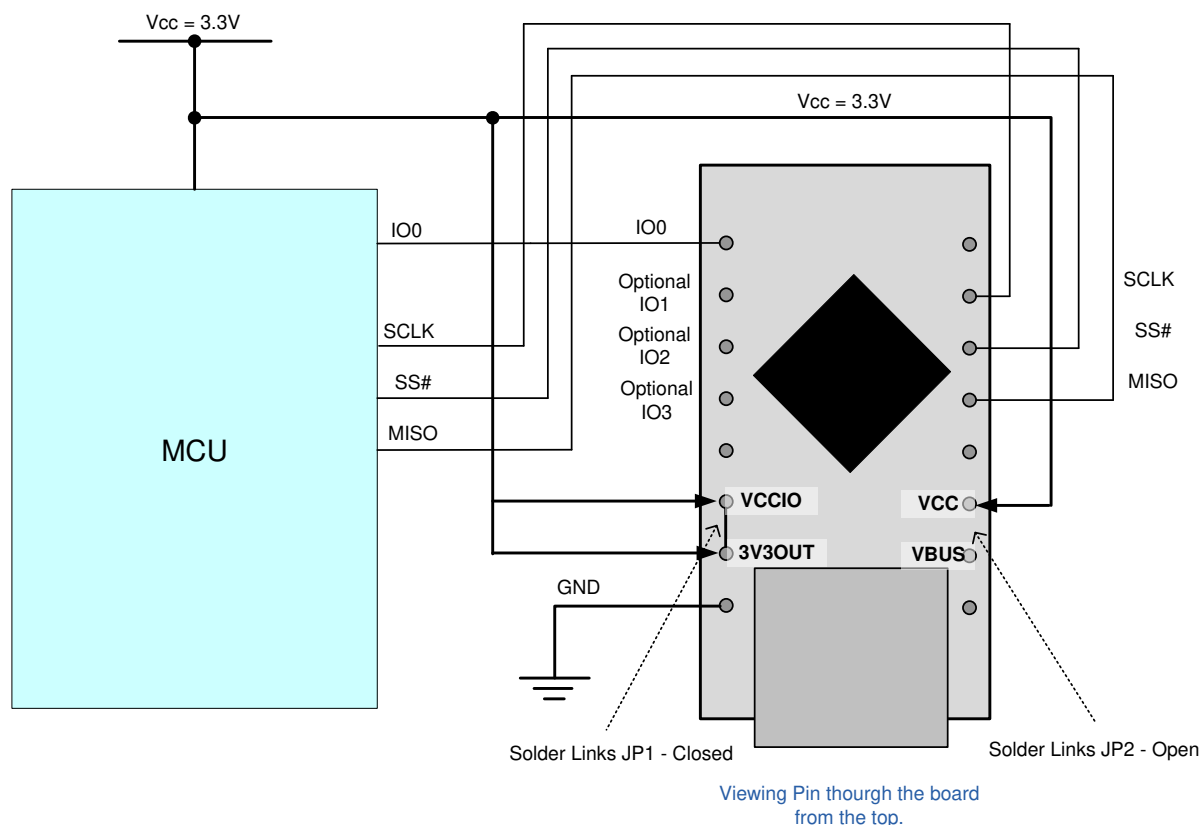 Vcc = 3.3V
Vcc = 3.3V
IO0
IO0
Optional
IO1
SCLK
SCLK
Optional
IO2
SS#
SS#
Optional
IO3
MISO
MISO
MCU
VCCIO
VCC
3V3OUT
VBUS
GND
Solder Links JP1 - Closed
Solder Links JP2 - Open
Viewing Pin thourgh the board
from the top.